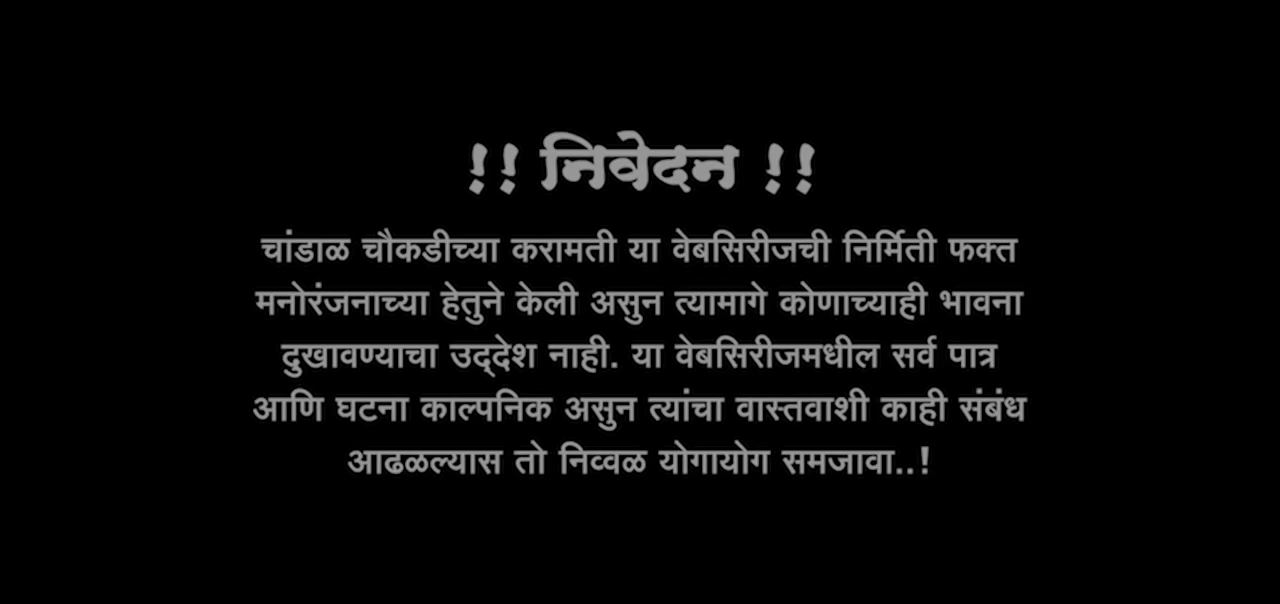 !! निवेदन !!
चांडाळ चौकडीच्या करामती या वेबसिरीजची निर्मिती फक्त
मनोरंजनाच्या हेतुने केली असुन त्यामागे कोणाच्याही भावना
दुखावण्याचा उद्‌देश नाही. या वेबसिरीजमधील सर्व पात्र
आणि घटना काल्पनिक असुन त्यांचा वास्तवाशी काही संबंध
आढळल्यास तो निव्वळ योगायोग समजावा..!